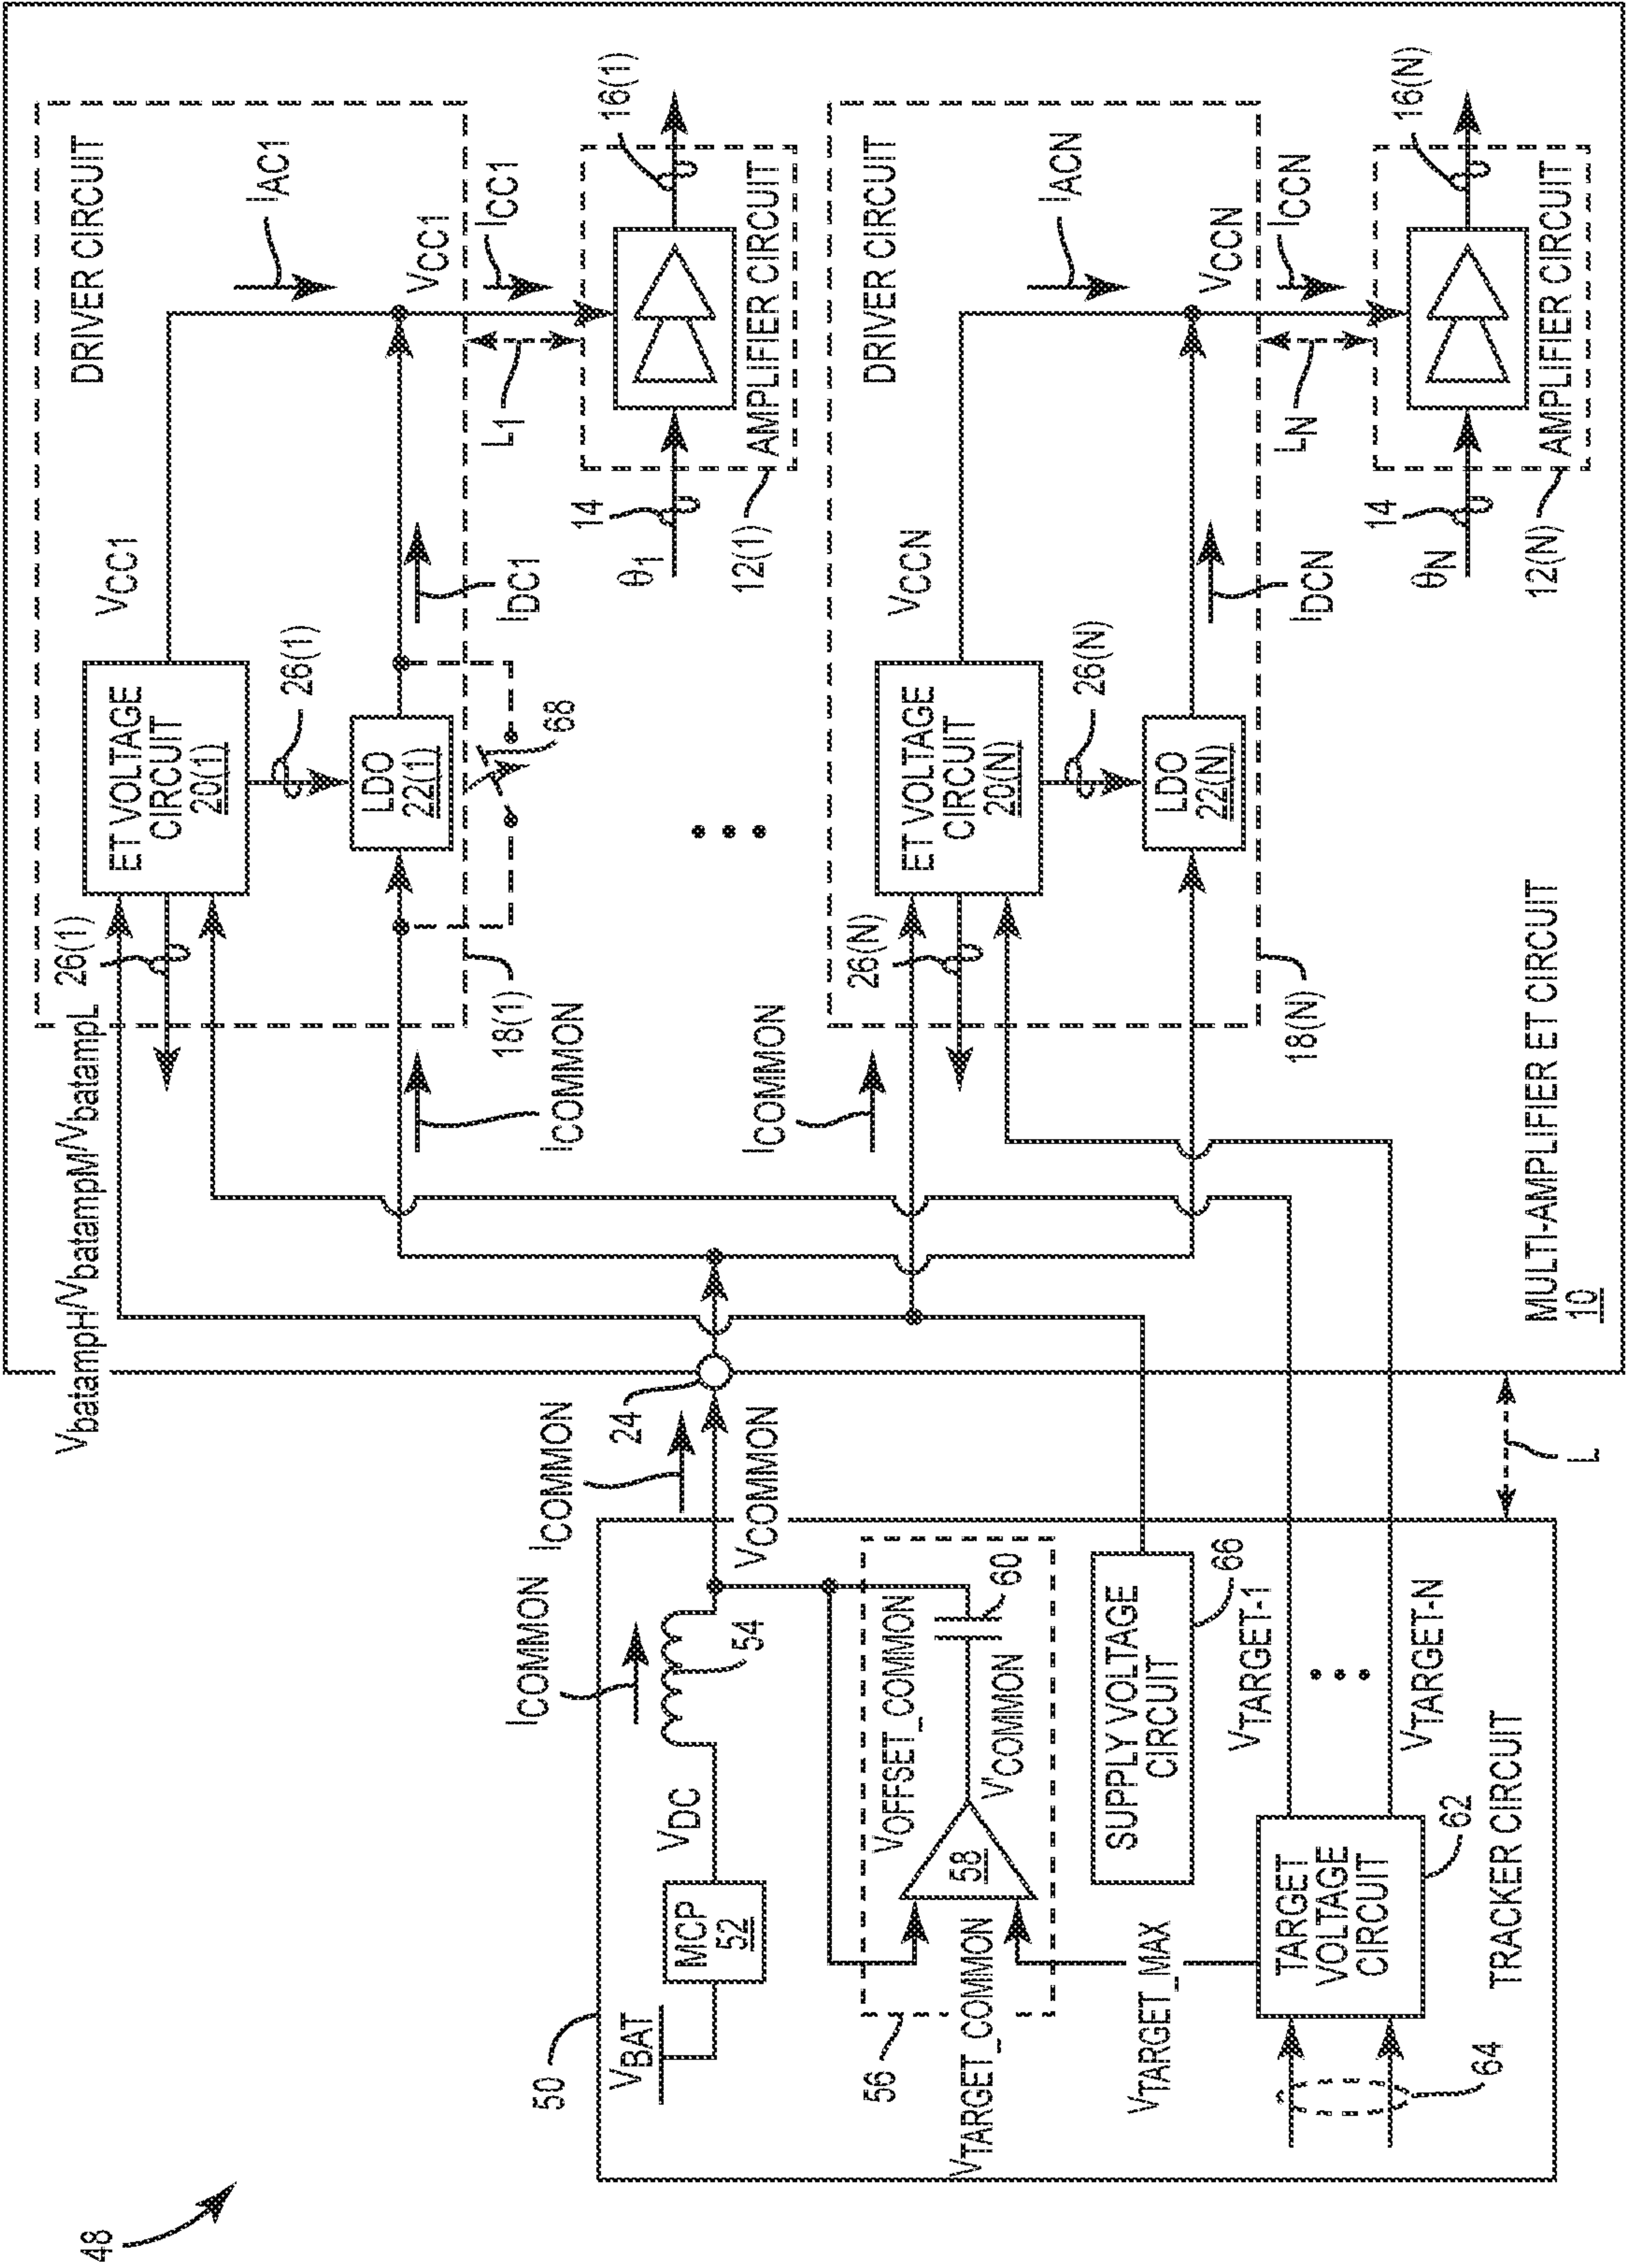 48
50
VBAT
MCP
52
VDC
54
ICOMMON
ICOMMON
VCOMMON
24
56
VTARGET_COMMON
58
VOFFSET_COMMON
V'COMMON
60
VTARGET_MAX
SUPPLY VOLTAGE
CIRCUIT
66
TARGET
VOLTAGE
CIRCUIT
62
64
VTARGET-1
VTARGET-N
TRACKER CIRCUIT
L
VbatampH/VbatampM/VbatampL
26(1)
ET VOLTAGE
CIRCUIT
20(1)
VCC1
DRIVER CIRCUIT
IAC1
26(1)
LDO
22(1)
68
IDC1
VCC1
ICC1
L1
18(1)
ICOMMON
14
θ1
12(1)
AMPLIFIER CIRCUIT
16(1)
ICOMMON
26(N)
ET VOLTAGE
CIRCUIT
20(N)
VCCN
DRIVER CIRCUIT
IACN
26(N)
LDO
22(N)
IDCN
VCCN
ICCN
LN
18(N)
14
θN
12(N)
AMPLIFIER CIRCUIT
16(N)
MULTI-AMPLIFIER ET CIRCUIT
10